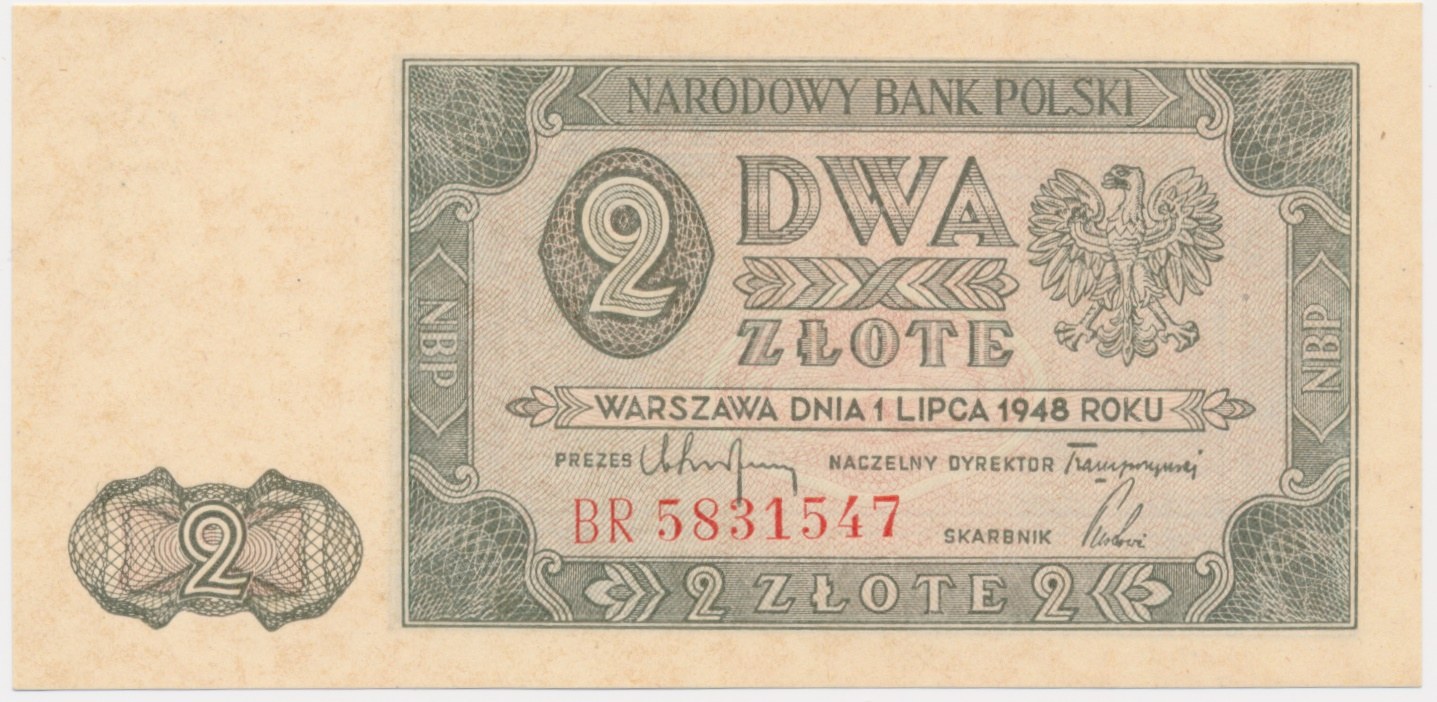 NARODOWY BANK POLSKI
2
DWA
ZŁOTE
NBP
NBP
WARSZAWA DNIA 1 LIPCA 1948 ROKU
PREZES NACZELNY DYREKTOR
BR 5831547
SKARBNIK
2
2 ZŁOTE 2